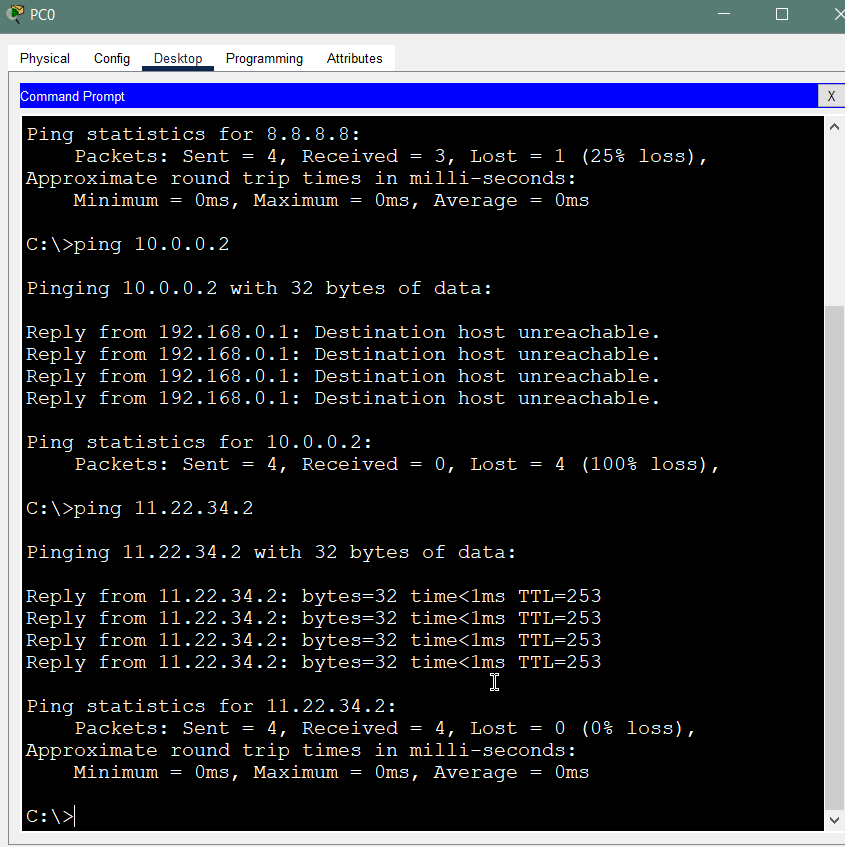 PC0
Physical Config Desktop Programming Attributes
Command Prompt X
Ping statistics for 8.8.8.8:
    Packets: Sent = 4, Received = 3, Lost = 1 (25% loss),
Approximate round trip times in milli-seconds:
    Minimum = 0ms, Maximum = 0ms, Average = 0ms
C:\>ping 10.0.0.2
Pinging 10.0.0.2 with 32 bytes of data:
Reply from 192.168.0.1: Destination host unreachable.
Reply from 192.168.0.1: Destination host unreachable.
Reply from 192.168.0.1: Destination host unreachable.
Reply from 192.168.0.1: Destination host unreachable.
Ping statistics for 10.0.0.2:
    Packets: Sent = 4, Received = 0, Lost = 4 (100% loss),
C:\>ping 11.22.34.2
Pinging 11.22.34.2 with 32 bytes of data:
Reply from 11.22.34.2: bytes=32 time<1ms TTL=253
Reply from 11.22.34.2: bytes=32 time<1ms TTL=253
Reply from 11.22.34.2: bytes=32 time<1ms TTL=253
Reply from 11.22.34.2: bytes=32 time<1ms TTL=253
Ping statistics for 11.22.34.2:
    Packets: Sent = 4, Received = 4, Lost = 0 (0% loss),
Approximate round trip times in milli-seconds:
    Minimum = 0ms, Maximum = 0ms, Average = 0ms
C:\>